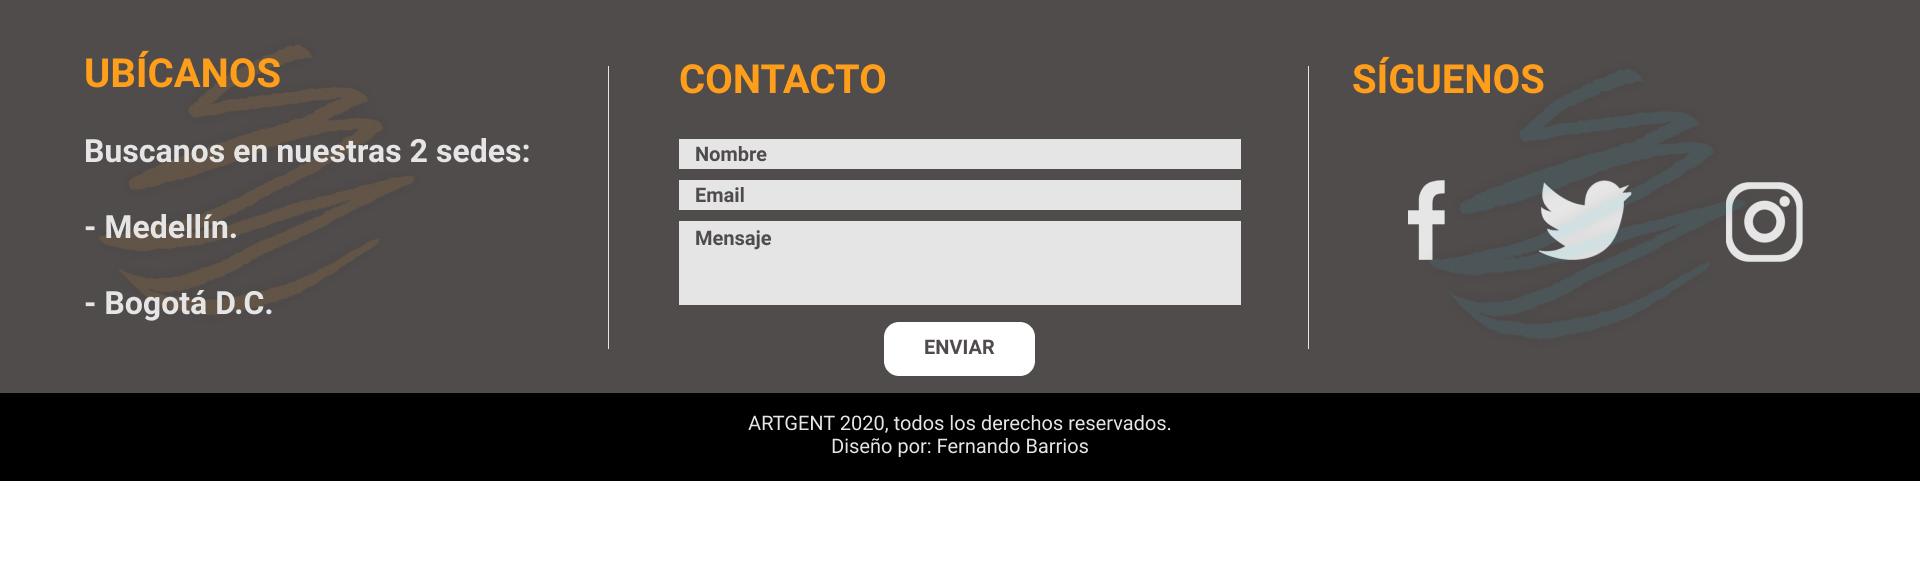 UBÍCANOS
Buscanos en nuestras 2 sedes:
- Medellín.
- Bogotá D.C.
CONTACTO
Nombre
Email
Mensaje
ENVIAR
SÍGUENOS
ARTGENT 2020, todos los derechos reservados.
Diseño por: Fernando Barrios